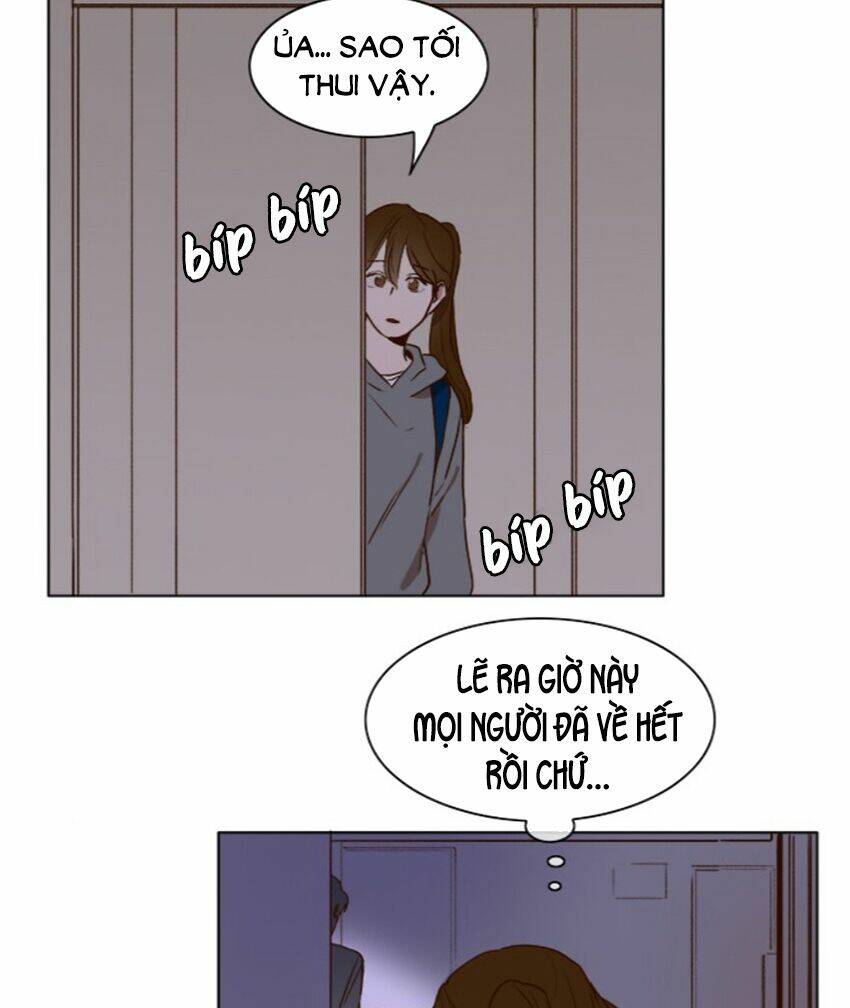 ỦA... SAO TỐI
THUI VẬY.
bíp bíp
bíp bíp
LẼ RA GIỜ NÀY
MỌI NGƯỜI ĐÃ VỀ HẾT
RỒI CHỨ...